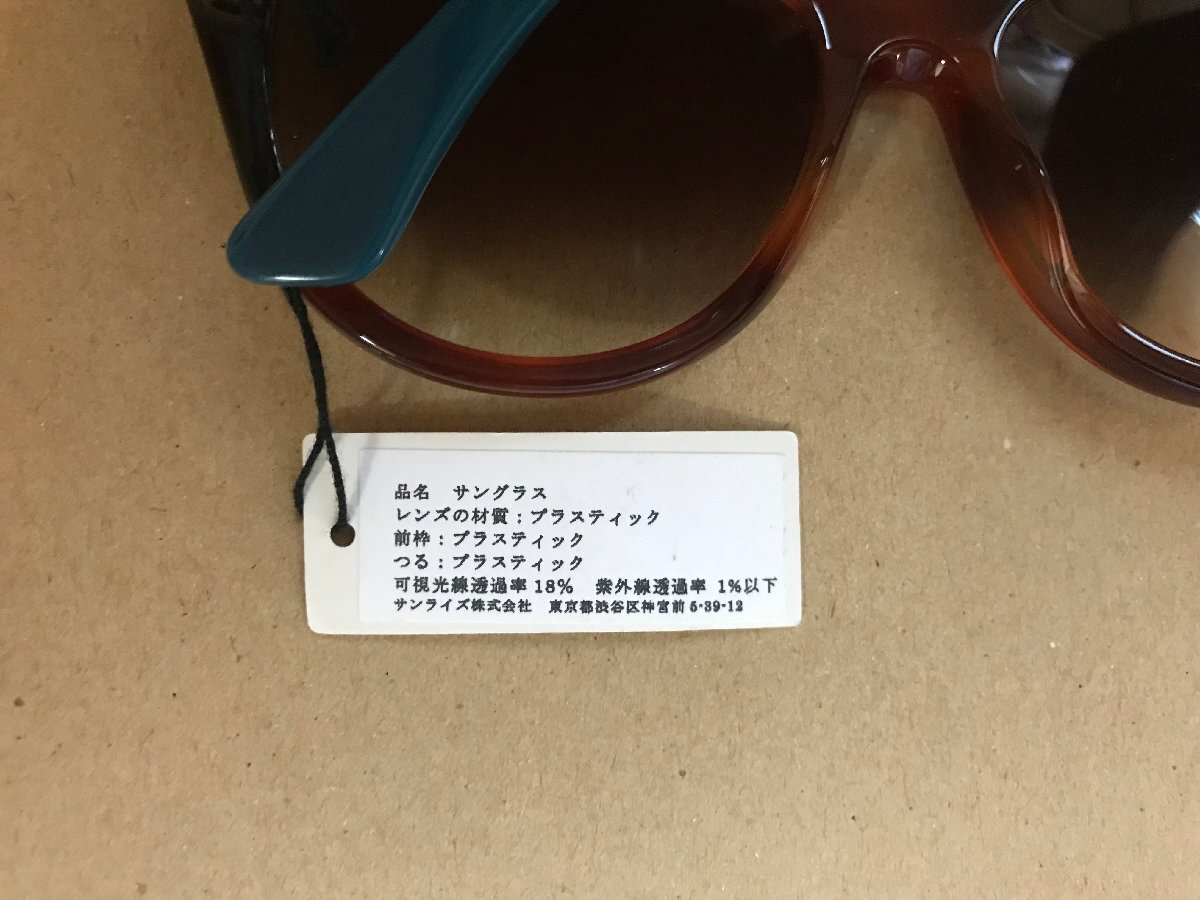 品名　サングラス
レンズの材質：プラスティック
前枠：プラスティック
つる：プラスティック
可視光線透過率18%　紫外線透過率 1%以下
サンライズ株式会社　東京都渋谷区神宮前5-39-12